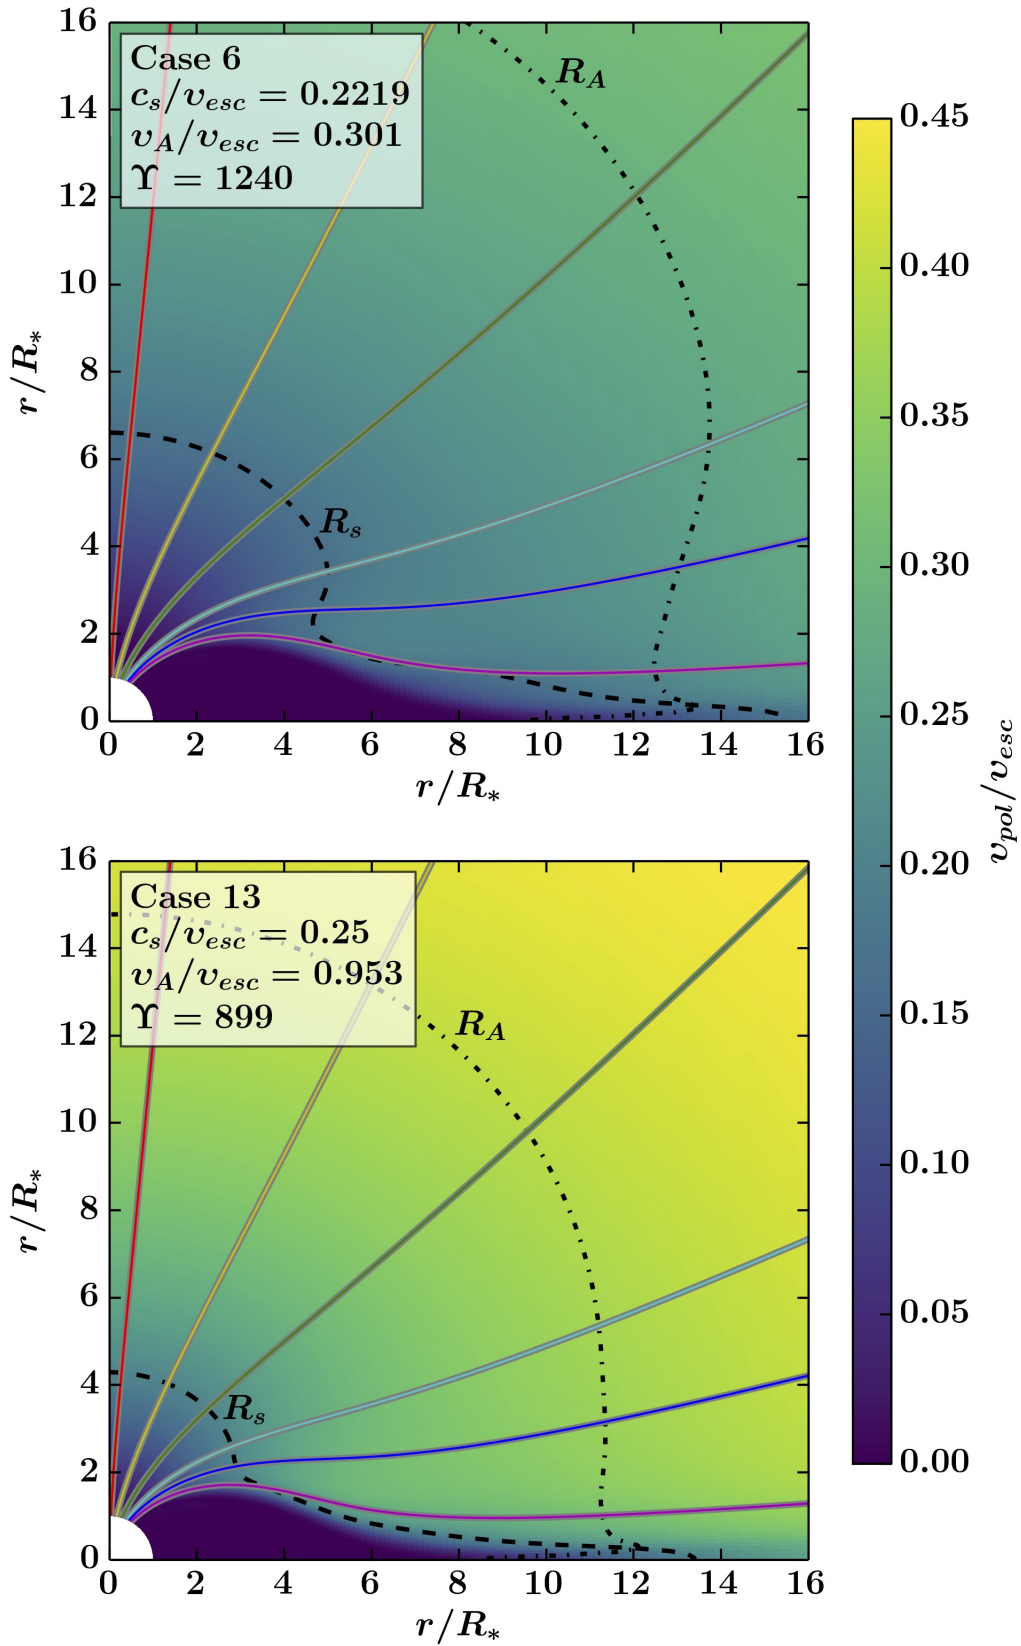 16
14
12
10
8
6
4
2
0
r/R*
Case 6
c_s/v_esc = 0.2219
v_A/v_esc = 0.301
ϒ = 1240
R_A
R_s
0 2 4 6 8 10 12 14 16
r/R*
16
14
12
10
8
6
4
2
0
r/R*
Case 13
c_s/v_esc = 0.25
v_A/v_esc = 0.953
ϒ = 899
R_A
R_s
0 2 4 6 8 10 12 14 16
r/R*
0.45
0.40
0.35
0.30
0.25
0.20
0.15
0.10
0.05
0.00
v_pol/v_esc